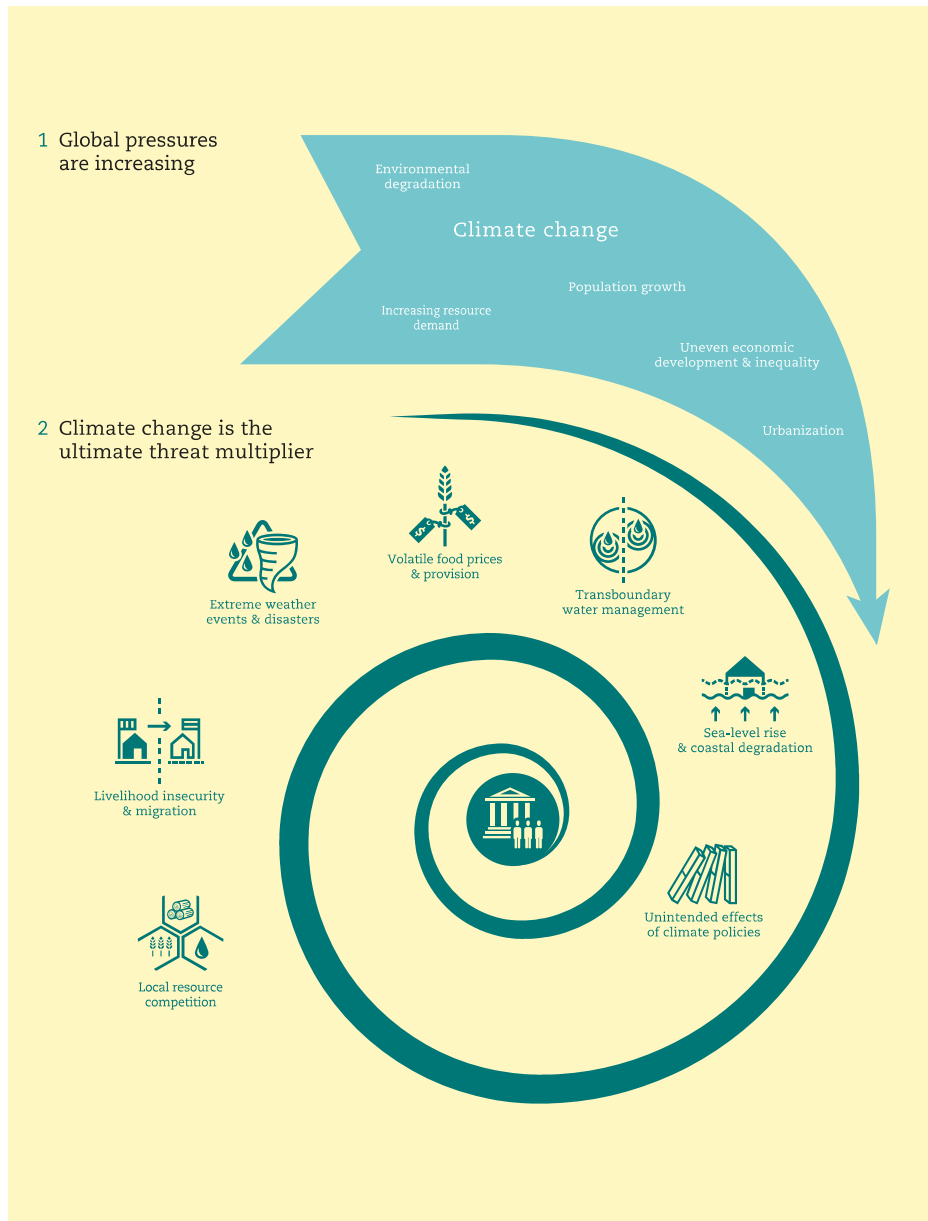 1 Global pressures
are increasing
Environmental
degradation
Climate change
Population growth
Increasing resource
demand
Uneven economic
development & inequality
Urbanization
2 Climate change is the
ultimate threat multiplier
Volatile food prices
& provision
Extreme weather
events & disasters
Transboundary
water management
Sea-level rise
& coastal degradation
Livelihood insecurity
& migration
Unintended effects
of climate policies
Local resource
competition